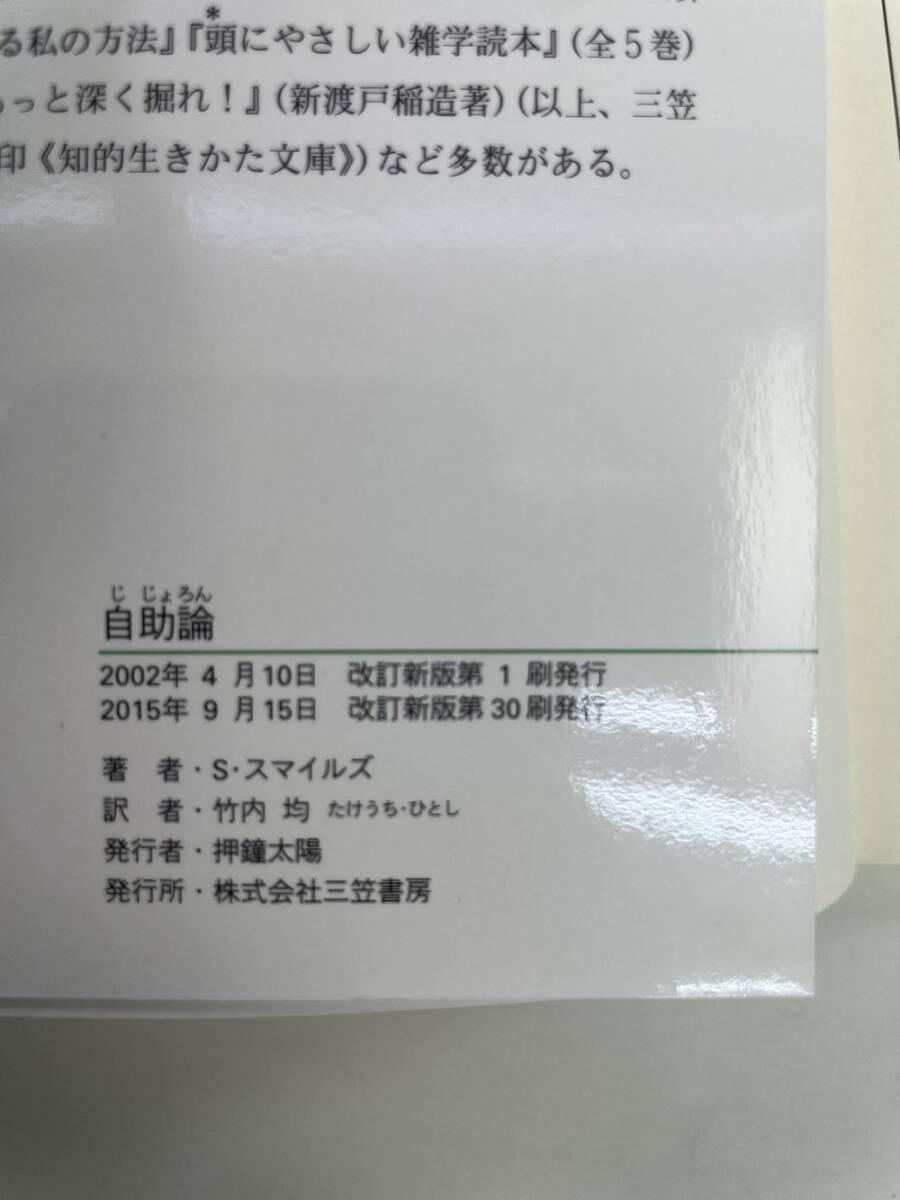 る私の方法』『頭にやさしい雑学読本』(全5巻)
っと深く掘れ!』(新渡戸稲造著)(以上、三笠
印《知的生きかた文庫》)など多数がある。
じじょろん
自助論
2002年 4 月10日 改訂新版第 1 刷発行
2015年 9 月15日 改訂新版第30刷発行
著 者・S・スマイルズ
訳 者・竹内 均 たけうち・ひとし
発行者・押鐘太陽
発行所・株式会社三笠書房